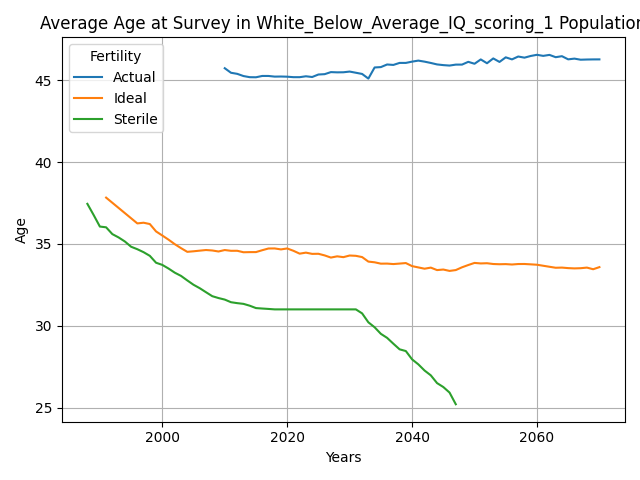 Average Age at Survey in White_Below_Average_IQ_scoring_1 Population
Fertility
Actual
Ideal
Sterile
45
40
35
30
25
Age
2000
2020
2040
2060
Years